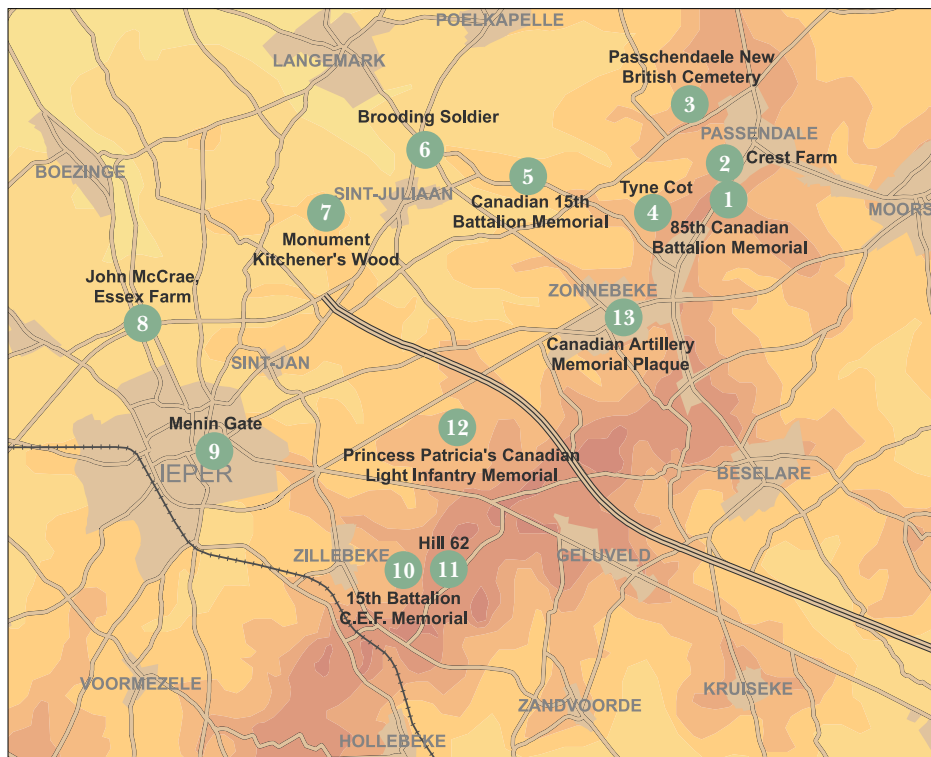 POELKAPELLE
LANGEMARK
Passchendaele New
British Cemetery
3
Brooding Soldier
6
PASSENDALE
2
Crest Farm
BOEZINGE
5
SINT-JULIAAN
Tyne Cot
1
7
4
Canadian 15th
Battalion Memorial
MOORS
85th Canadian
Battalion Memorial
Monument
Kitchener's Wood
John McCrae,
Essex Farm
8
ZONNEBEKE
13
Canadian Artillery
Memorial Plaque
SINT-JAN
Menin Gate
9
IEPER
12
Princess Patricia's Canadian
Light Infantry Memorial
BESELARE
Hill 62
ZILLEBEKE
10
11
GELUVELD
15th Battalion
C.E.F. Memorial
VOORMEZELE
KRUISEKE
ZANDVOORDE
HOLLEBEKE